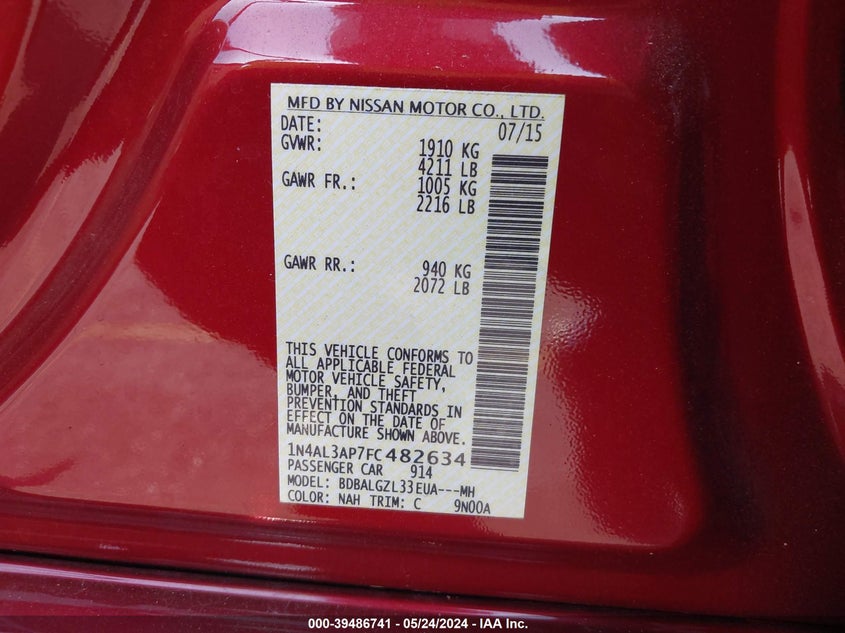 MFD BY NISSAN MOTOR CO., LTD.
DATE: 07/15
GVWR: 1910 KG
4211 LB
GAWR FR.: 1005 KG
2216 LB
GAWR RR.: 940 KG
2072 LB
THIS VEHICLE CONFORMS TO
ALL APPLICABLE FEDERAL
MOTOR VEHICLE SAFETY,
BUMPER, AND THEFT
PREVENTION STANDARDS IN
EFFECT ON THE DATE OF
MANUFACTURE SHOWN ABOVE.
1N4AL3AP7FC482634
PASSENGER CAR 914
MODEL: BDBALGZL33EUA---MH
COLOR: NAH TRIM: C 9N00A
000-39486741 / 05/24/2024 - IAA Inc.